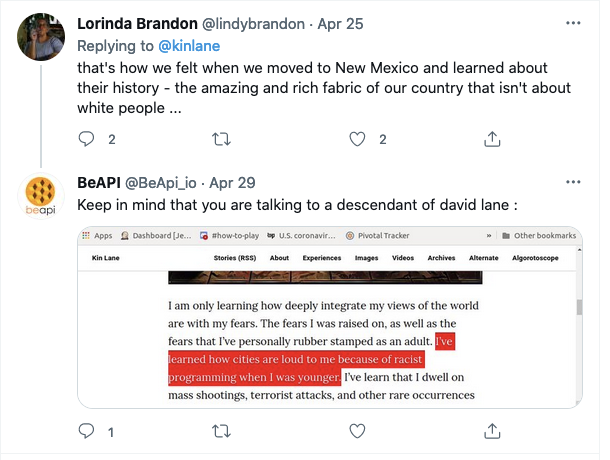 Lorinda Brandon @lindybrandon · Apr 25
Replying to @kinlane
that's how we felt when we moved to New Mexico and learned about
their history - the amazing and rich fabric of our country that isn't about
white people ...
2 2
BeAPI @BeApi_io · Apr 29
beapi
Keep in mind that you are talking to a descendant of david lane :
Apps Dashboard [Je... #how-to-play U.S. coronavir... Pivotal Tracker » Other bookmarks
Kin Lane Stories (RSS) About Experiences Images Videos Archives Alternate Algorotoscope
I am only learning how deeply integrate my views of the world
are with my fears. The fears I was raised on, as well as the
fears that I've personally rubber stamped as an adult. I've
learned how cities are loud to me because of racist
programming when I was younger. I've learn that I dwell on
mass shootings, terrorist attacks, and other rare occurrences
1